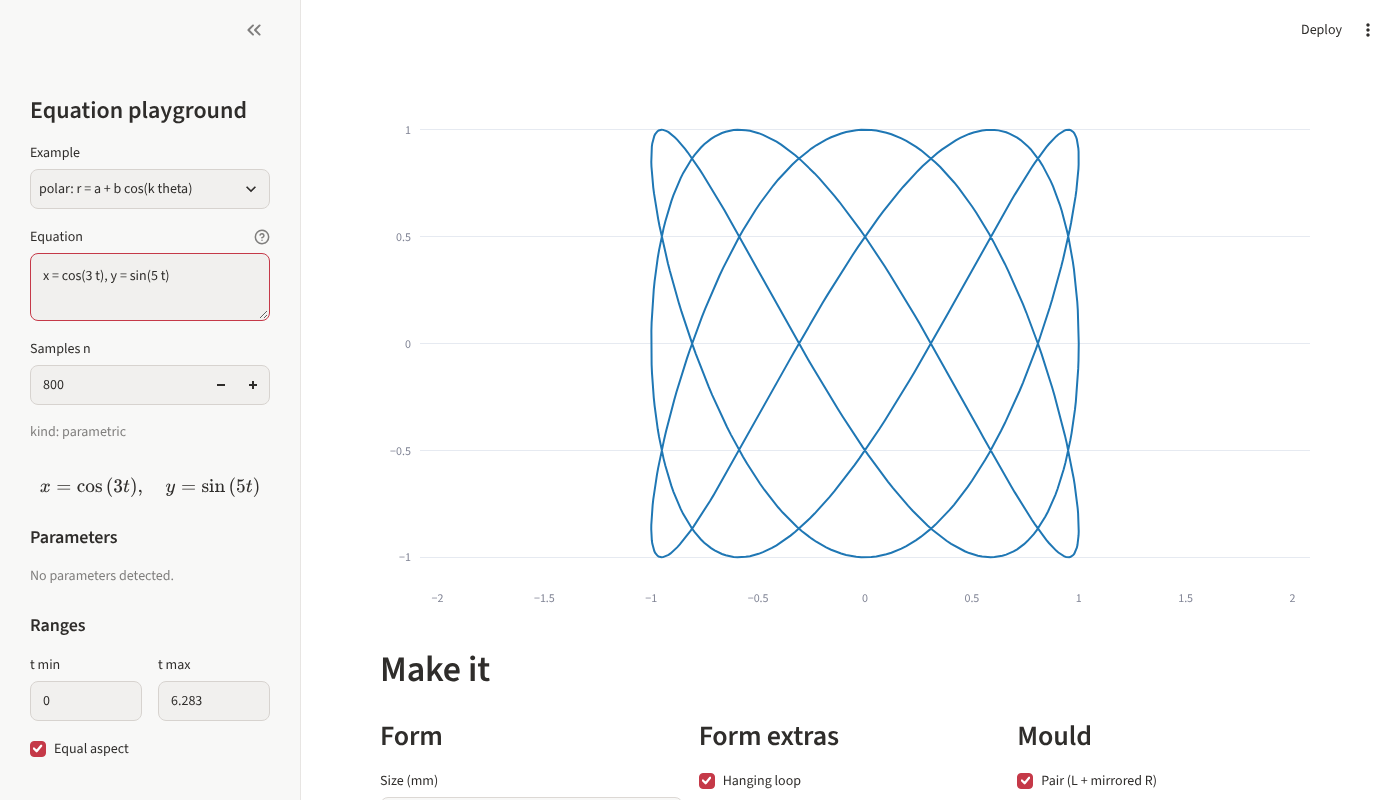 Deploy
Equation playground
Example
polar: r = a + b cos(k theta)
Equation
x = cos(3 t), y = sin(5 t)
Samples n
800
kind: parametric
x = cos (3t),  y = sin (5t)
Parameters
No parameters detected.
Ranges
t min t max
0 6.283
Equal aspect
1
0.5
0
−0.5
−1
−2 −1.5 −1 −0.5 0 0.5 1 1.5 2
Make it
Form
Size (mm)
Form extras
Hanging loop
Mould
Pair (L + mirrored R)